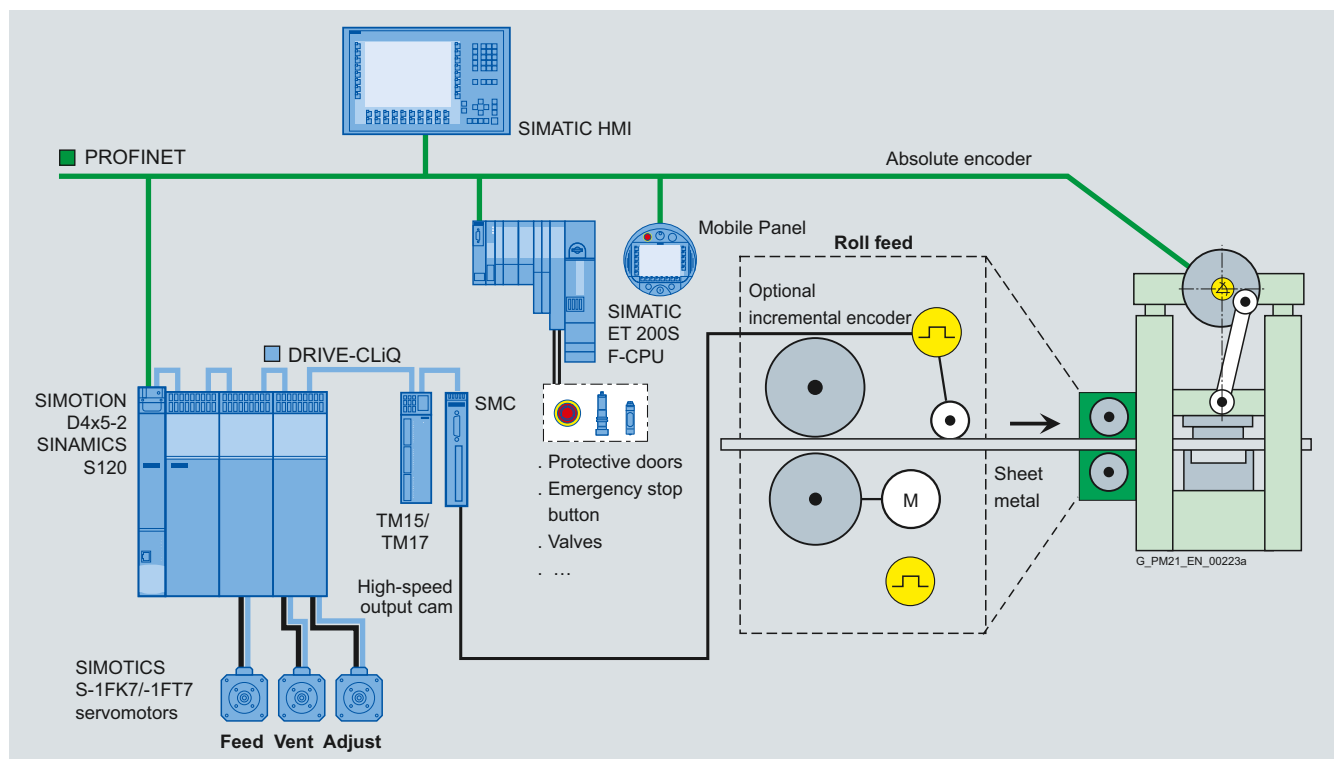 SIMATIC HMI
PROFINET
Absolute encoder
Mobile Panel
Roll feed
Optional
incremental encoder
SIMATIC
ET 200S
F-CPU
DRIVE-CLiQ
SIMOTION
D4x5-2
SINAMICS
S120
SMC
TM15/
TM17
. Protective doors
. Emergency stop
button
. Valves
. ...
High-speed
output cam
M
Sheet
metal
G_PM21_EN_00223a
SIMOTICS
S-1FK7/-1FT7
servomotors
Feed Vent Adjust